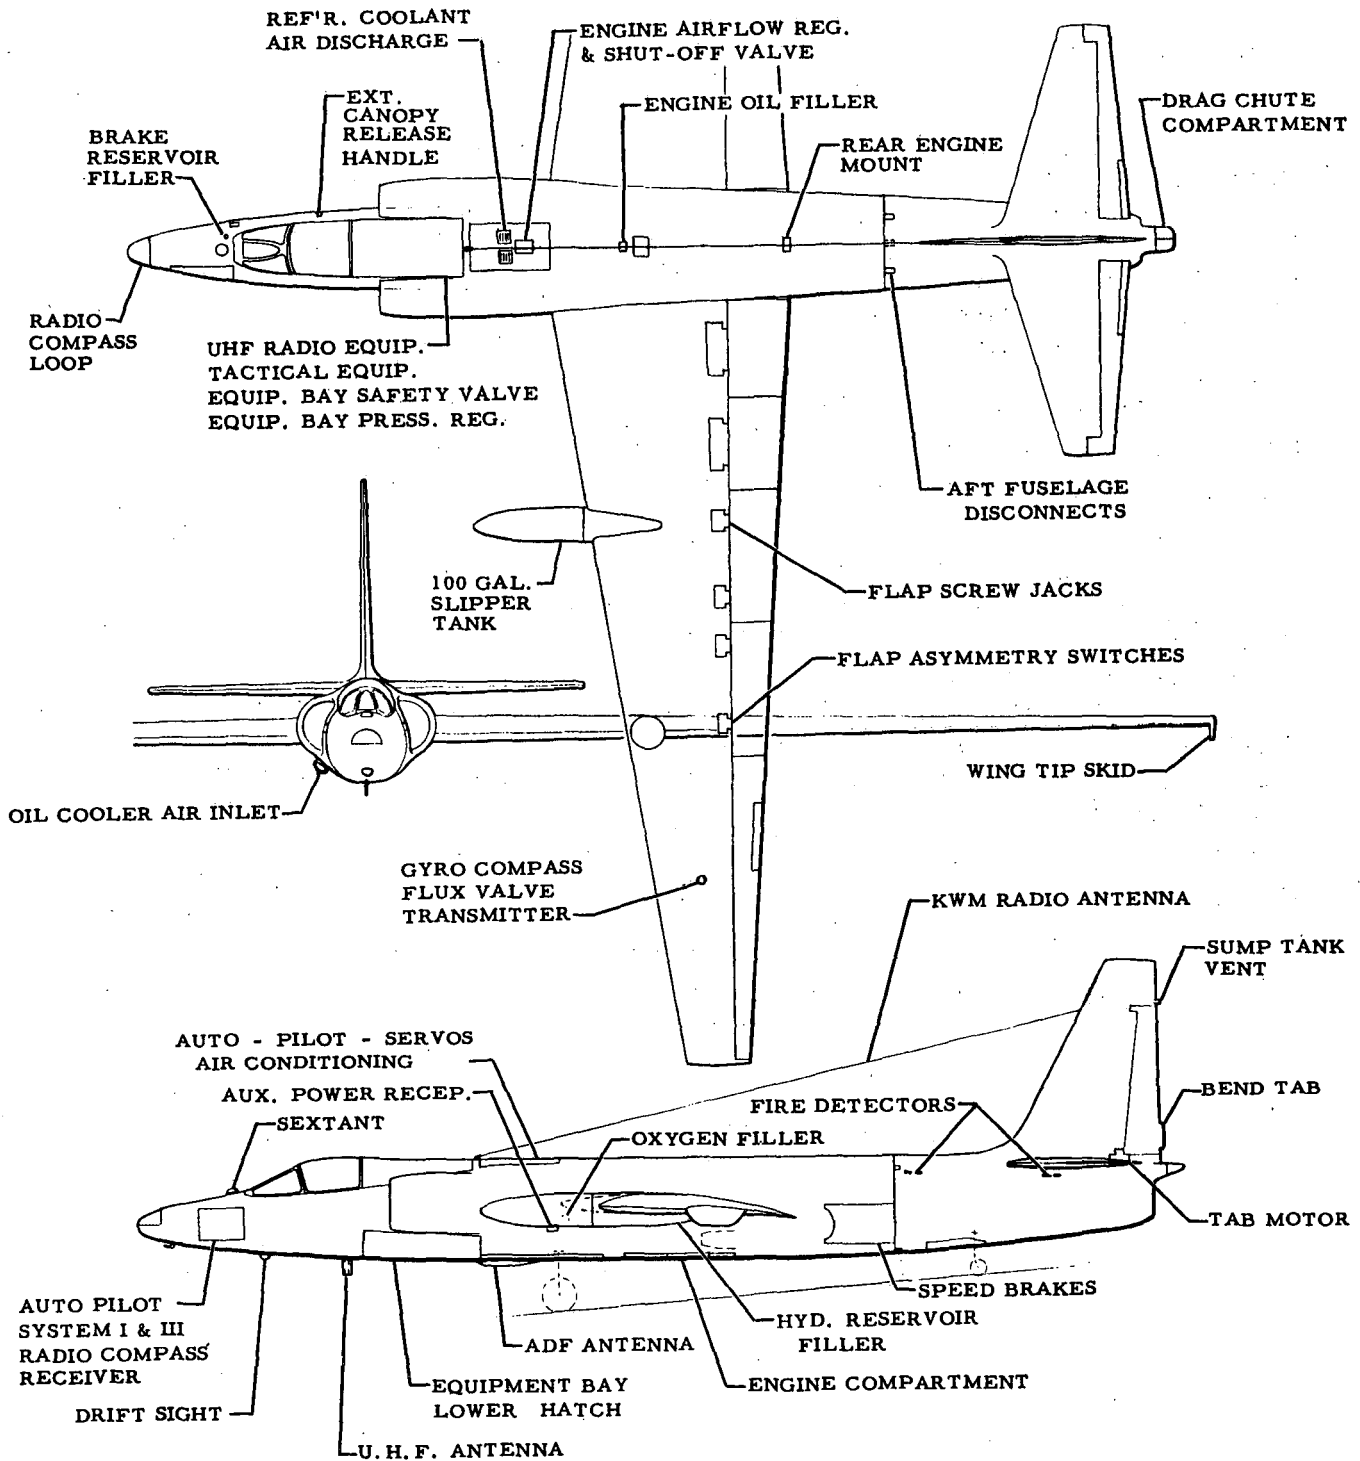 REF'R. COOLANT
AIR DISCHARGE
ENGINE AIRFLOW REG.
& SHUT-OFF VALVE
EXT.
CANOPY
RELEASE
HANDLE
ENGINE OIL FILLER
DRAG CHUTE
COMPARTMENT
BRAKE
RESERVOIR
FILLER
REAR ENGINE
MOUNT
RADIO
COMPASS
LOOP
UHF RADIO EQUIP.
TACTICAL EQUIP.
EQUIP. BAY SAFETY VALVE
EQUIP. BAY PRESS. REG.
AFT FUSELAGE
DISCONNECTS
100 GAL.
SLIPPER
TANK
FLAP SCREW JACKS
FLAP ASYMMETRY SWITCHES
WING TIP SKID
OIL COOLER AIR INLET
GYRO COMPASS
FLUX VALVE
TRANSMITTER
KWM RADIO ANTENNA
SUMP TANK
VENT
AUTO - PILOT - SERVOS
AIR CONDITIONING
AUX. POWER RECEP.
SEXTANT
OXYGEN FILLER
FIRE DETECTORS
BEND TAB
TAB MOTOR
AUTO PILOT
SYSTEM I & III
RADIO COMPASS
RECEIVER
SPEED BRAKES
HYD. RESERVOIR
FILLER
ADF ANTENNA
ENGINE COMPARTMENT
EQUIPMENT BAY
LOWER HATCH
DRIFT SIGHT
U.H.F. ANTENNA